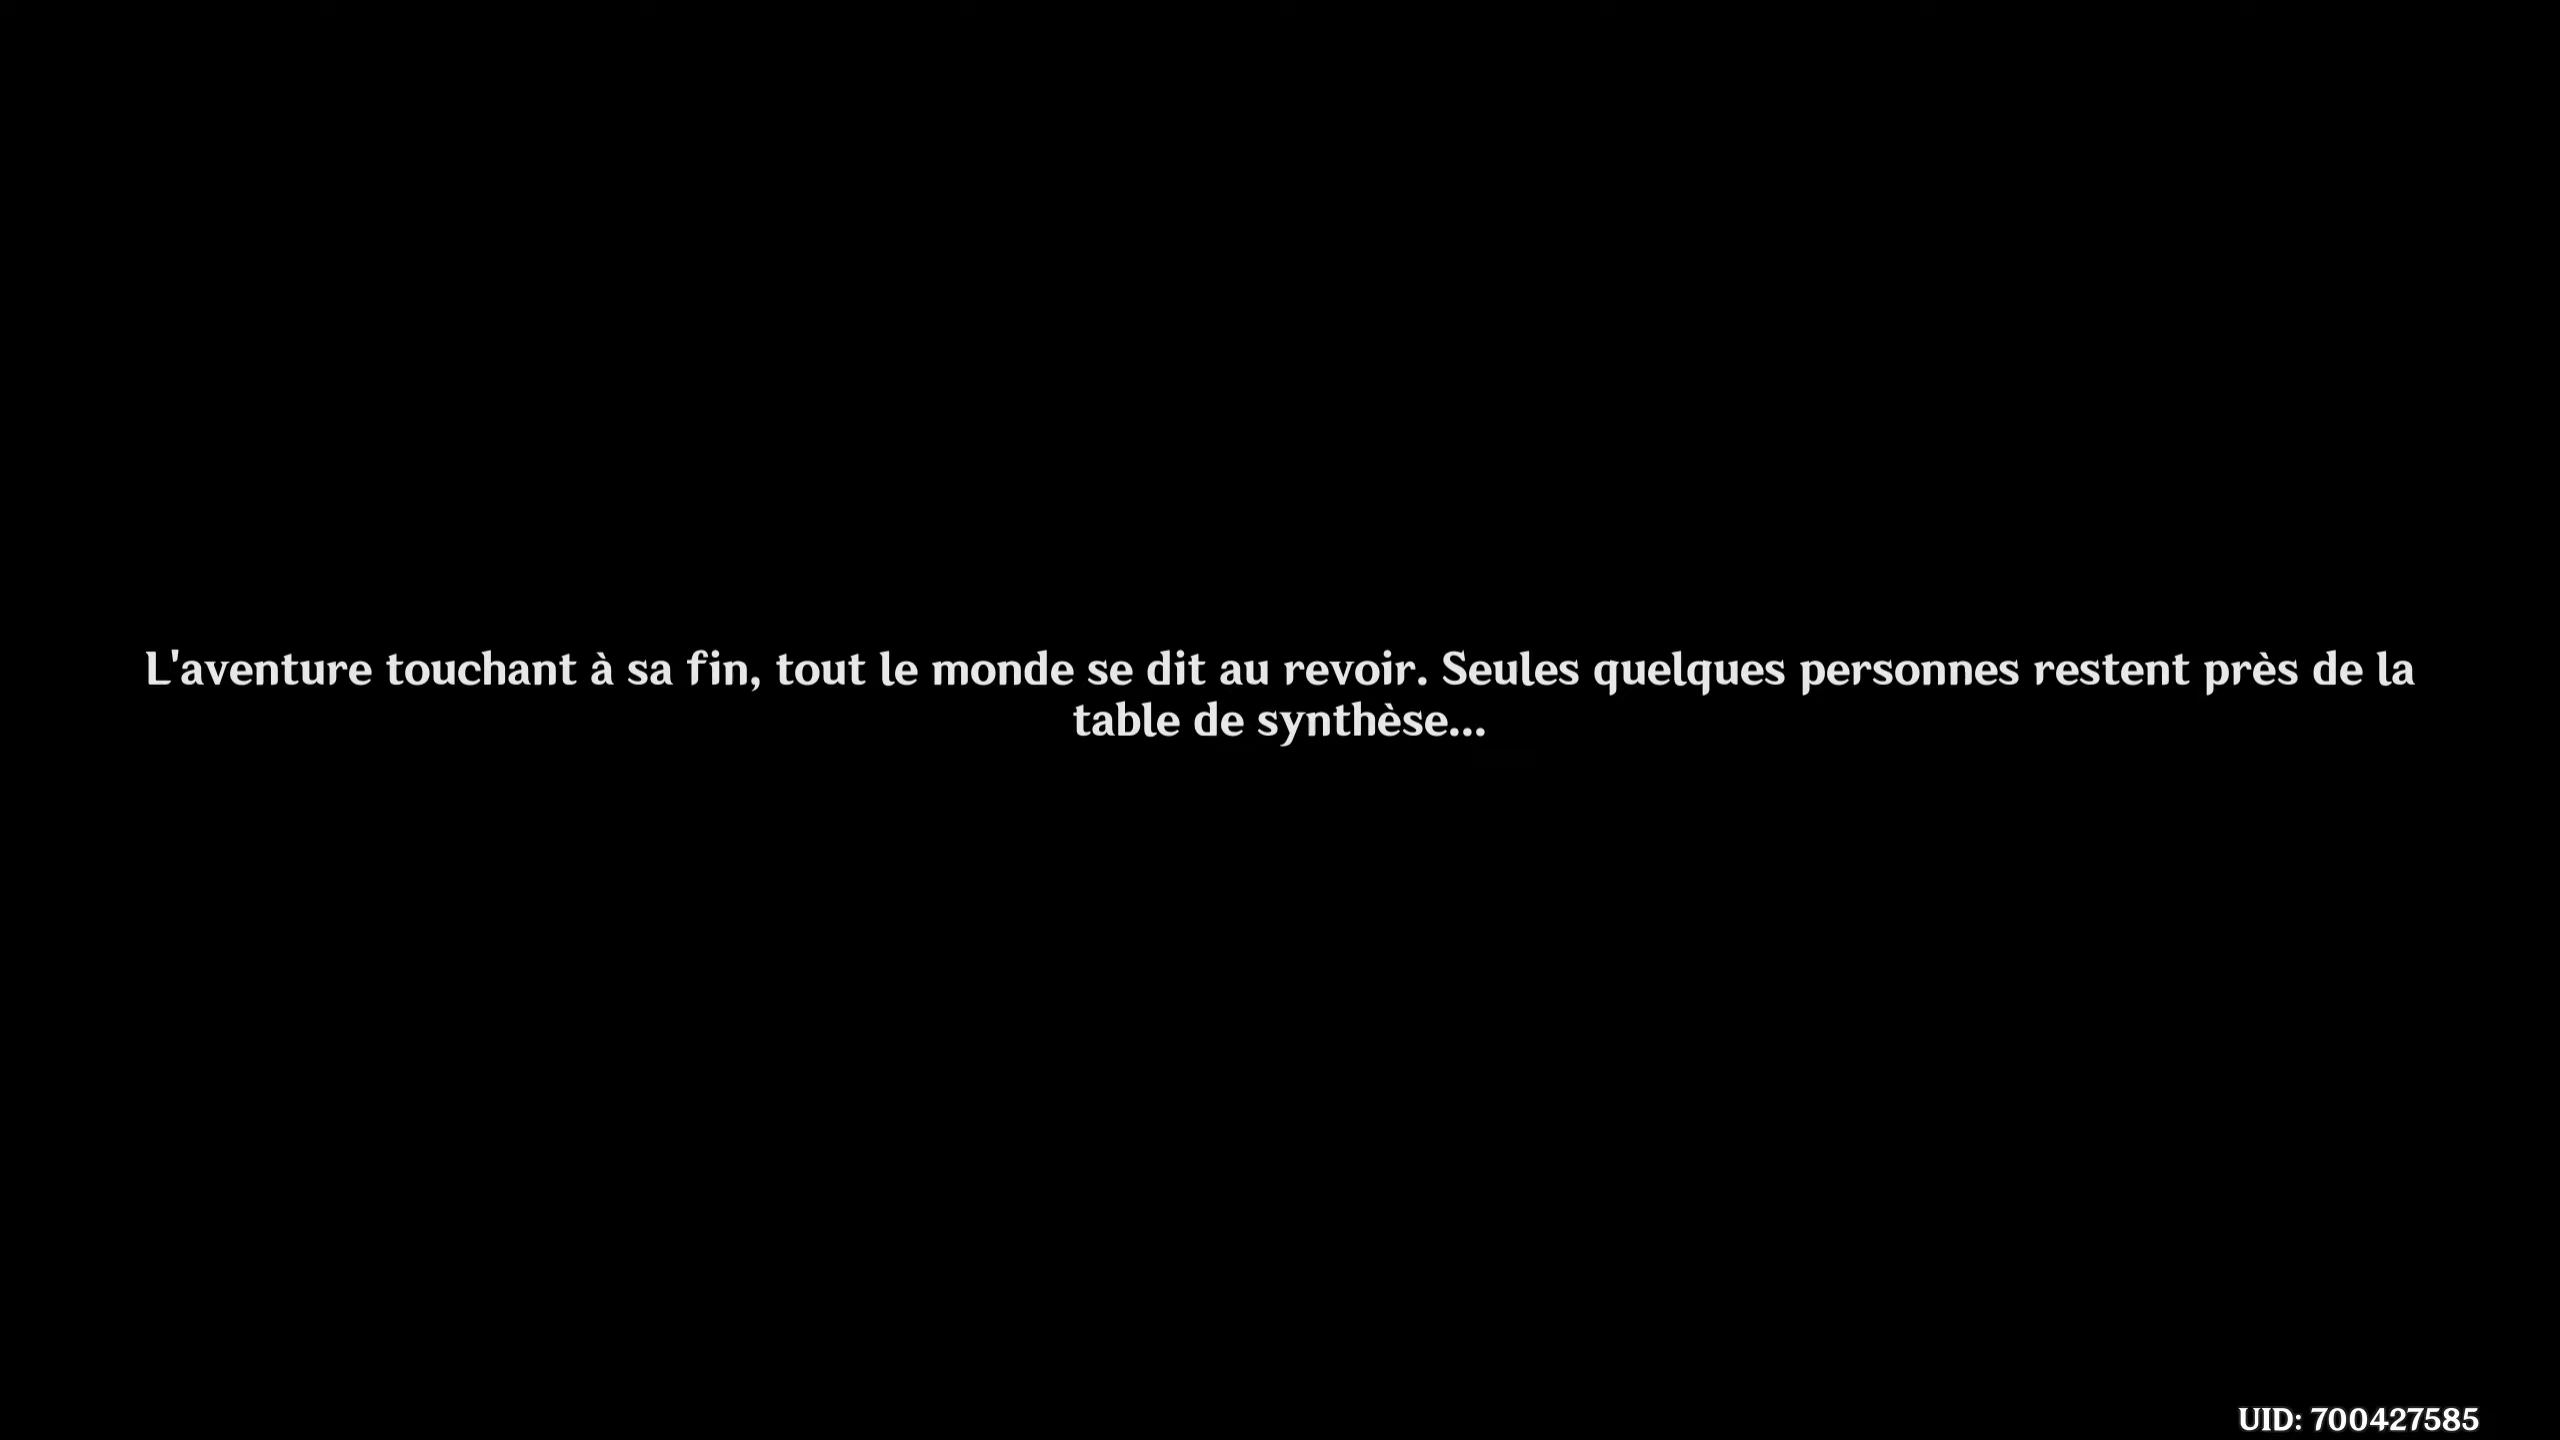 L'aventure touchant à sa fin, tout le monde se dit au revoir. Seules quelques personnes restent près de la
table de synthèse...
UID: 700427585